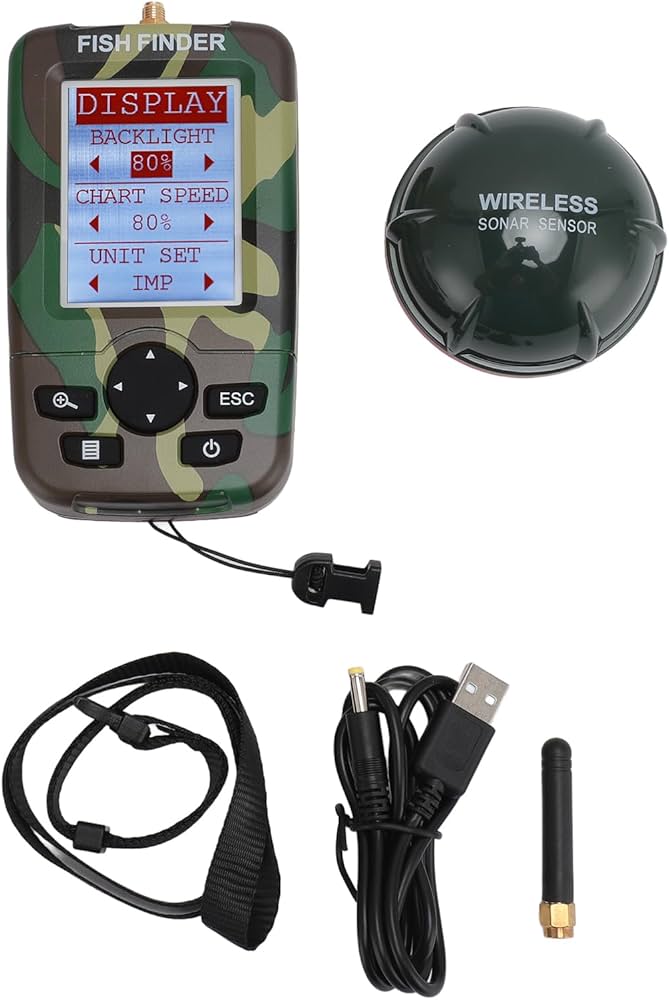 FISH FINDER
DISPLAY
BACKLIGHT
80%
CHART SPEED
80%
UNIT SET
IMP
ESC
WIRELESS
SONAR SENSOR